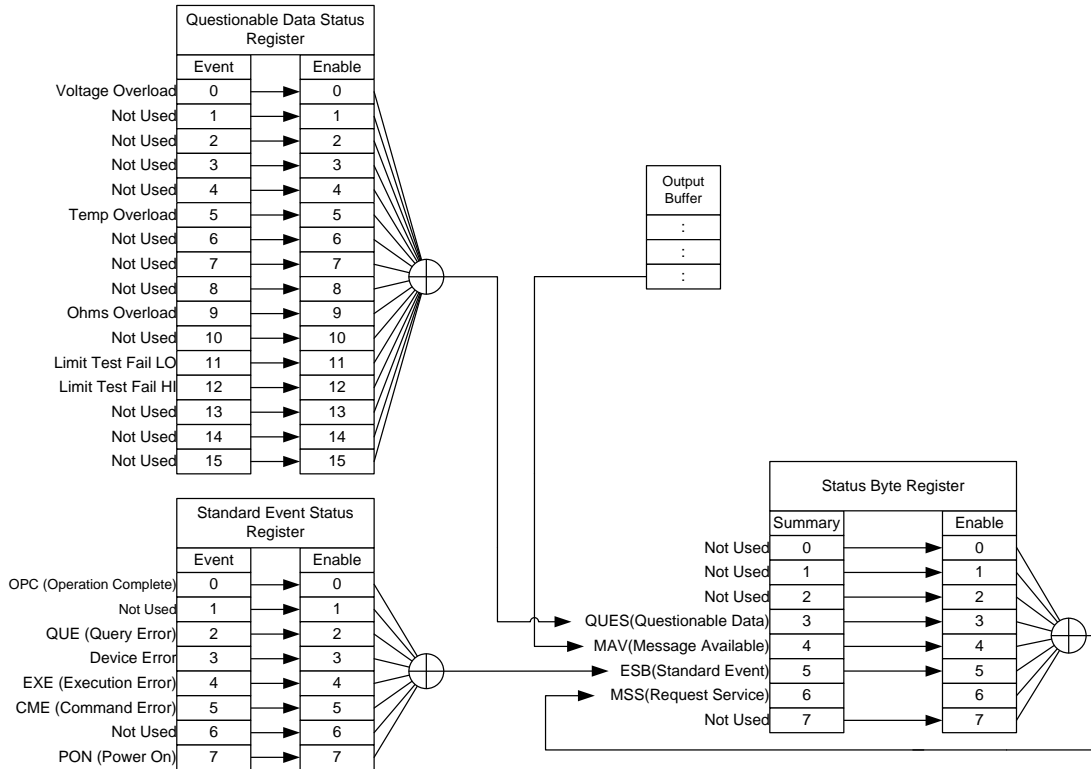 Questionable Data Status
Register
Event Enable
Voltage Overload 0 0
Not Used 1 1
Not Used 2 2
Not Used 3 3
Not Used 4 4
Temp Overload 5 5
Not Used 6 6
Not Used 7 7
Not Used 8 8
Ohms Overload 9 9
Not Used 10 10
Limit Test Fail LO 11 11
Limit Test Fail HI 12 12
Not Used 13 13
Not Used 14 14
Not Used 15 15
Output
Buffer
:
:
:
Standard Event Status
Register
Event Enable
OPC (Operation Complete) 0 0
Not Used 1 1
QUE (Query Error) 2 2
Device Error 3 3
EXE (Execution Error) 4 4
CME (Command Error) 5 5
Not Used 6 6
PON (Power On) 7 7
Status Byte Register
Summary Enable
Not Used 0 0
Not Used 1 1
Not Used 2 2
QUES(Questionable Data) 3 3
MAV(Message Available) 4 4
ESB(Standard Event) 5 5
MSS(Request Service) 6 6
Not Used 7 7